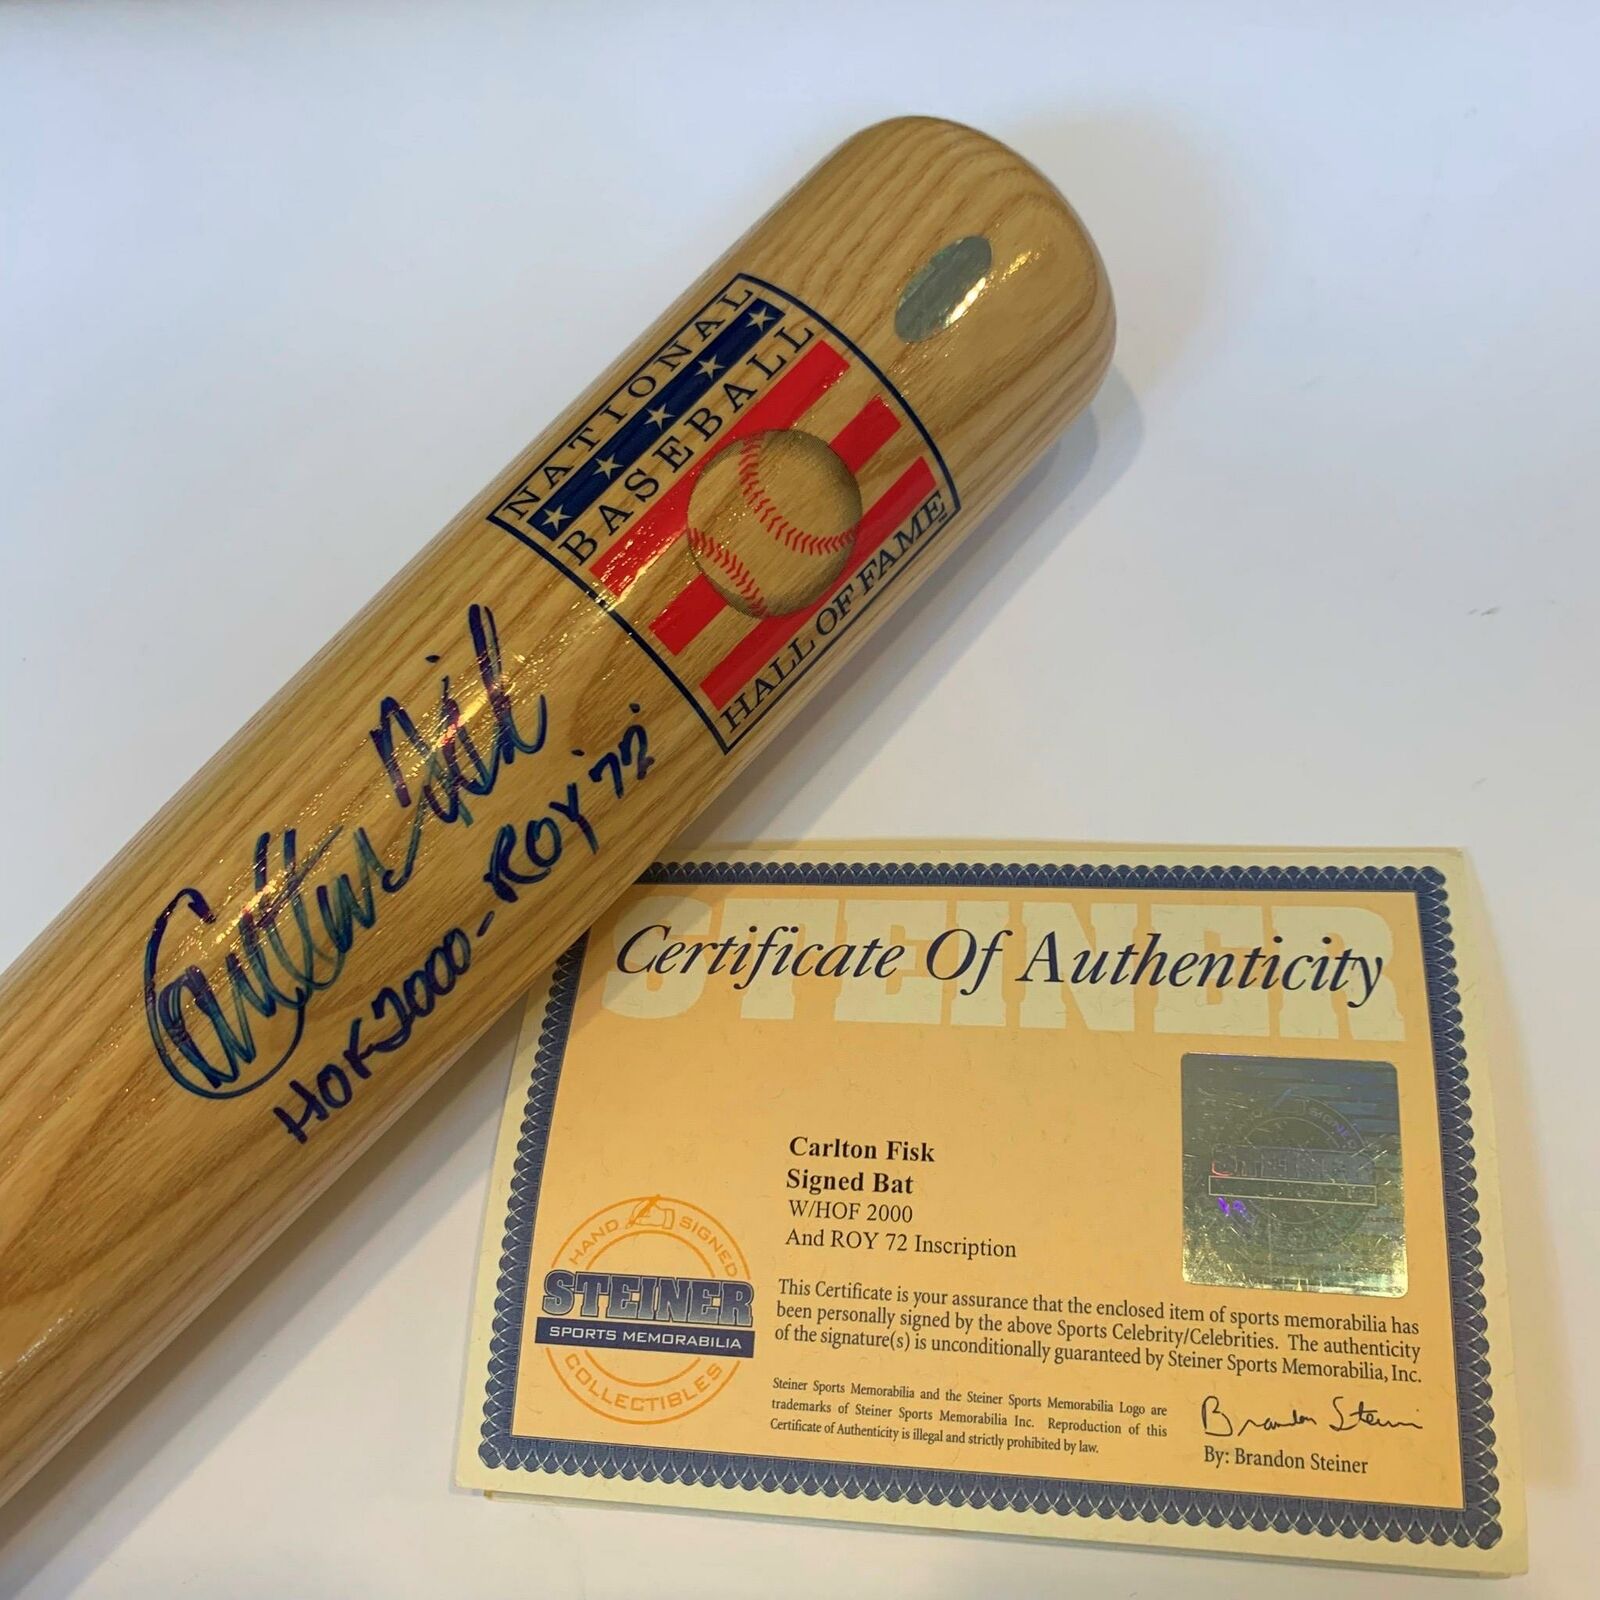 NATIONAL
BASEBALL
HALL OF FAME
Carlton Fisk
HOF 2000 - ROY '72'
STEINER
Certificate Of Authenticity
Carlton Fisk
Signed Bat
W/HOF 2000
And ROY 72 Inscription
This Certificate is your assurance that the enclosed item of sports memorabilia has
been personally signed by the above Sports Celebrity/Celebrities. The authenticity
of the signature(s) is unconditionally guaranteed by Steiner Sports Memorabilia, Inc.
HAND SIGNED
STEINER
SPORTS MEMORABILIA
COLLECTIBLES
Steiner Sports Memorabilia and the Steiner Sports Memorabilia Logo are
trademarks of Steiner Sports Memorabilia Inc. Reproduction of this
Certificate of Authenticity is illegal and strictly prohibited by law.
Brandon Steiner
By: Brandon Steiner